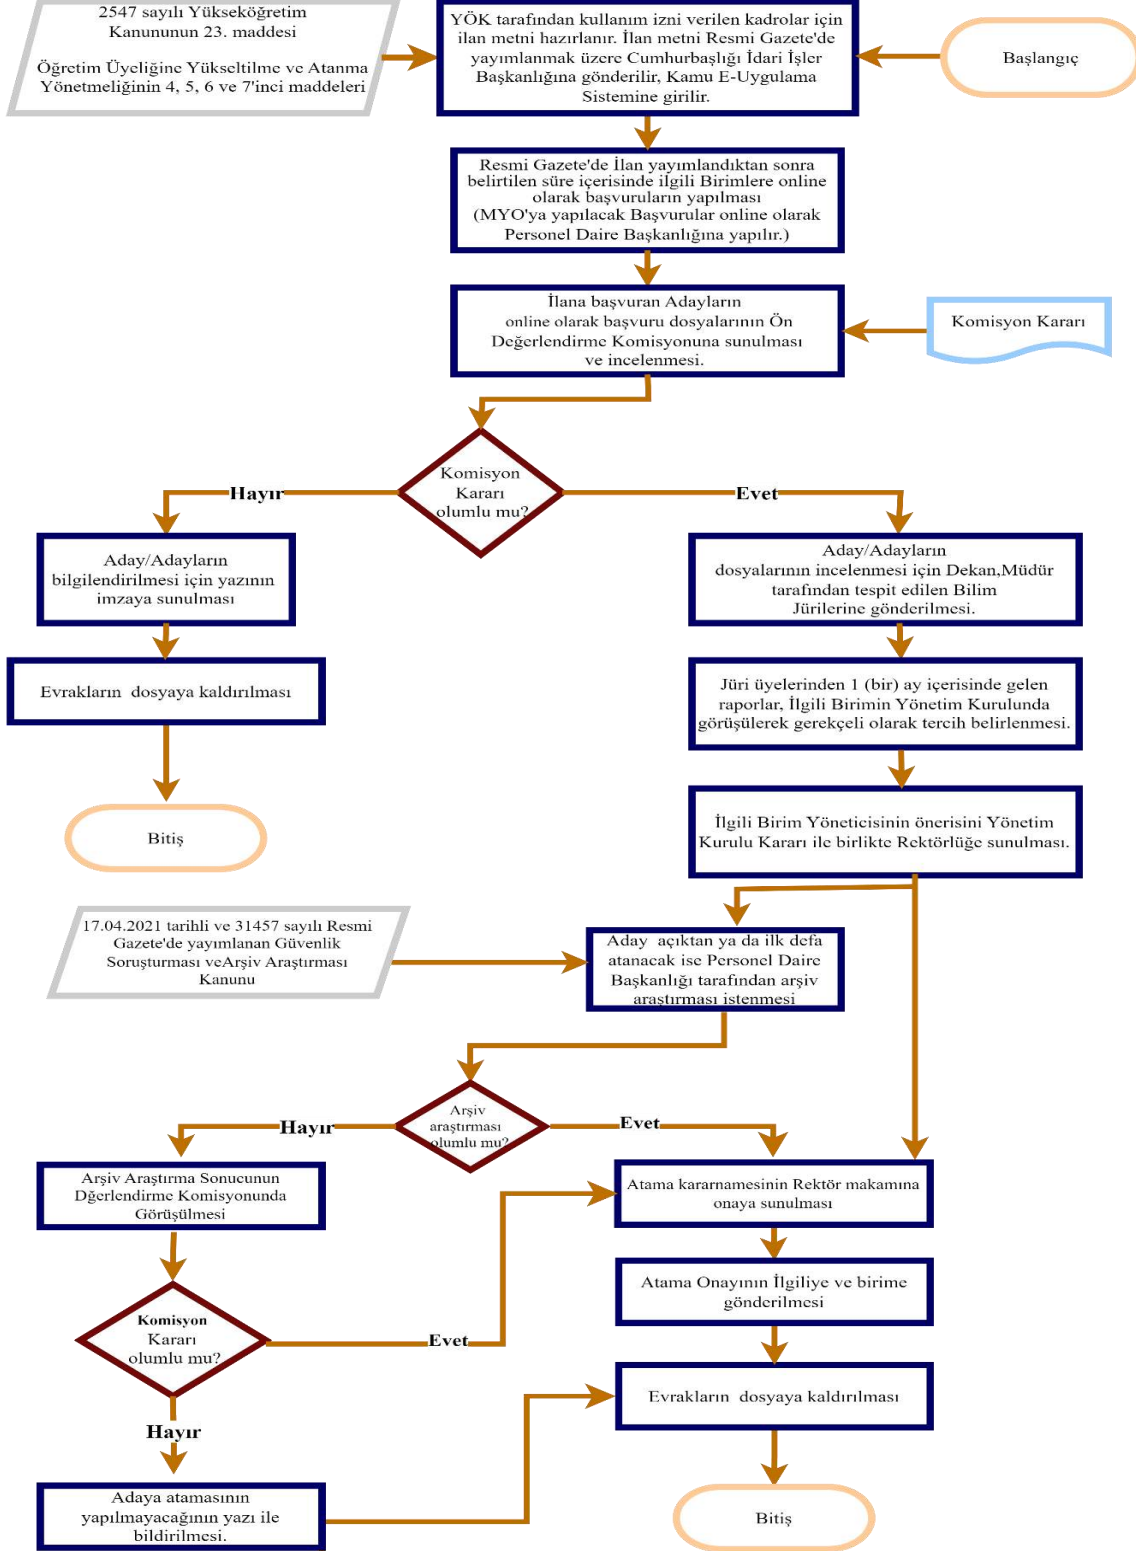 2547 sayılı Yükseköğretim
Kanununun 23. maddesi
Öğretim Üyeliğine Yükseltilme ve Atanma
Yönetmeliğinin 4, 5, 6 ve 7'inci maddeleri
YÖK tarafından kullanım izni verilen kadrolar için
ilan metni hazırlanır. İlan metni Resmi Gazete'de
yayımlanmak üzere Cumhurbaşlığı İdari İşler
Başkanlığına gönderilir, Kamu E-Uygulama
Sistemine girilir.
Başlangıç
Resmi Gazete'de İlan yayımlandıktan sonra
belirtilen süre içerisinde ilgili Birimlere online
olarak başvuruların yapılması
(MYO'ya yapılacak Başvurular online olarak
Personel Daire Başkanlığına yapılır.)
İlana başvuran Adayların
online olarak başvuru dosyalarının Ön
Değerlendirme Komisyonuna sunulması
ve incelenmesi.
Komisyon Kararı
Komisyon
Kararı
olumlu mu?
Hayır
Evet
Aday/Adayların
bilgilendirilmesi için yazının
imzaya sunulması
Aday/Adayların
dosyalarının incelenmesi için Dekan,Müdür
tarafından tespit edilen Bilim
Jürilerine gönderilmesi.
Evrakların dosyaya kaldırılması
Jüri üyelerinden 1 (bir) ay içerisinde gelen
raporlar, İlgili Birimin Yönetim Kurulunda
görüşülerek gerekçeli olarak tercih belirlenmesi.
Bitiş
İlgili Birim Yöneticisinin önerisini Yönetim
Kurulu Kararı ile birlikte Rektörlüğe sunulması.
17.04.2021 tarihli ve 31457 sayılı Resmi
Gazete'de yayımlanan Güvenlik
Soruşturması veArşiv Araştırması
Kanunu
Aday açıktan ya da ilk defa
atanacak ise Personel Daire
Başkanlığı tarafından arşiv
araştırması istenmesi
Arşiv
araştırması
olumlu mu?
Hayır
Evet
Arşiv Araştırma Sonucunun
Dğerlendirme Komisyonunda
Görüşülmesi
Atama kararnamesinin Rektör makamına
onaya sunulması
Atama Onayının İlgiliye ve birime
gönderilmesi
Komisyon
Kararı
olumlu mu?
Evet
Hayır
Evrakların dosyaya kaldırılması
Adaya atamasının
yapılmayacağının yazı ile
bildirilmesi.
Bitiş